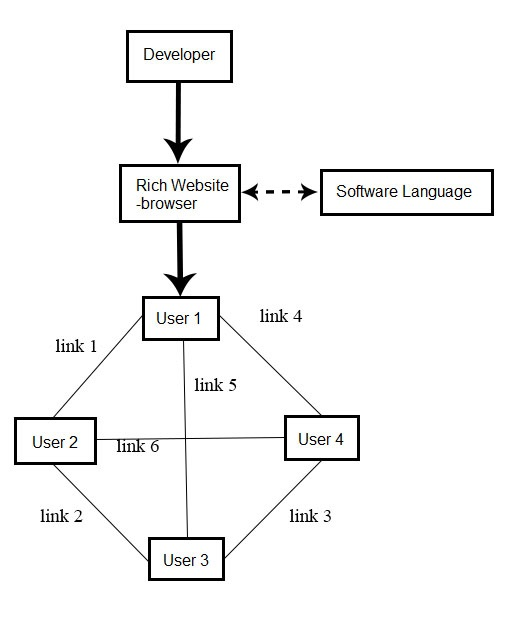 Developer
Rich Website
-browser
Software Language
User 1
link 4
link 1
link 5
User 2
link 6
User 4
link 2
link 3
User 3